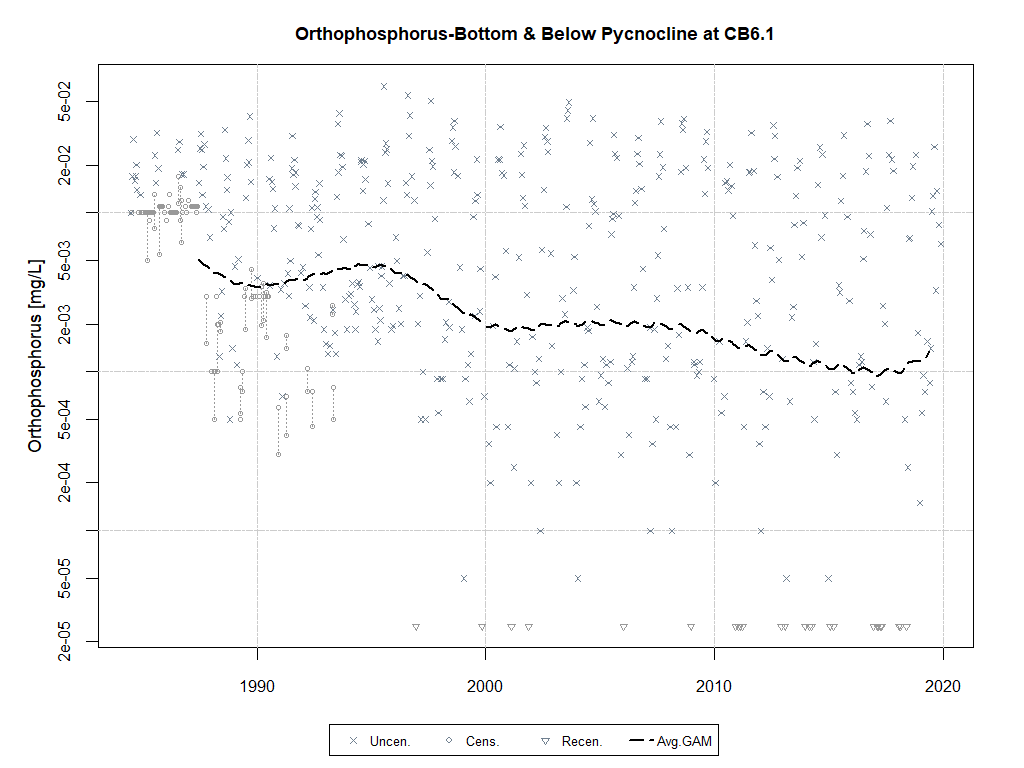 Orthophosphorus-Bottom & Below Pycnocline at CB6.1
Orthophosphorus [mg/L]
5e-02
2e-02
5e-03
2e-03
5e-04
2e-04
5e-05
2e-05
1990 2000 2010 2020
Uncen. Cens. Recen. Avg.GAM